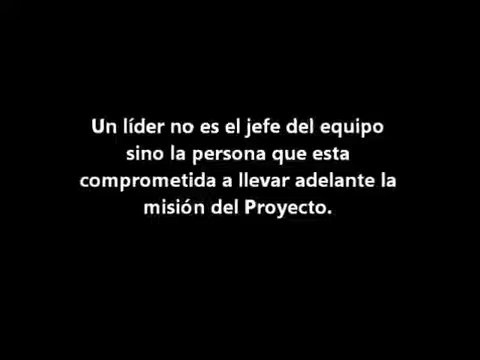 Un líder no es el jefe del equipo
sino la persona que esta
comprometida a llevar adelante la
misión del Proyecto.